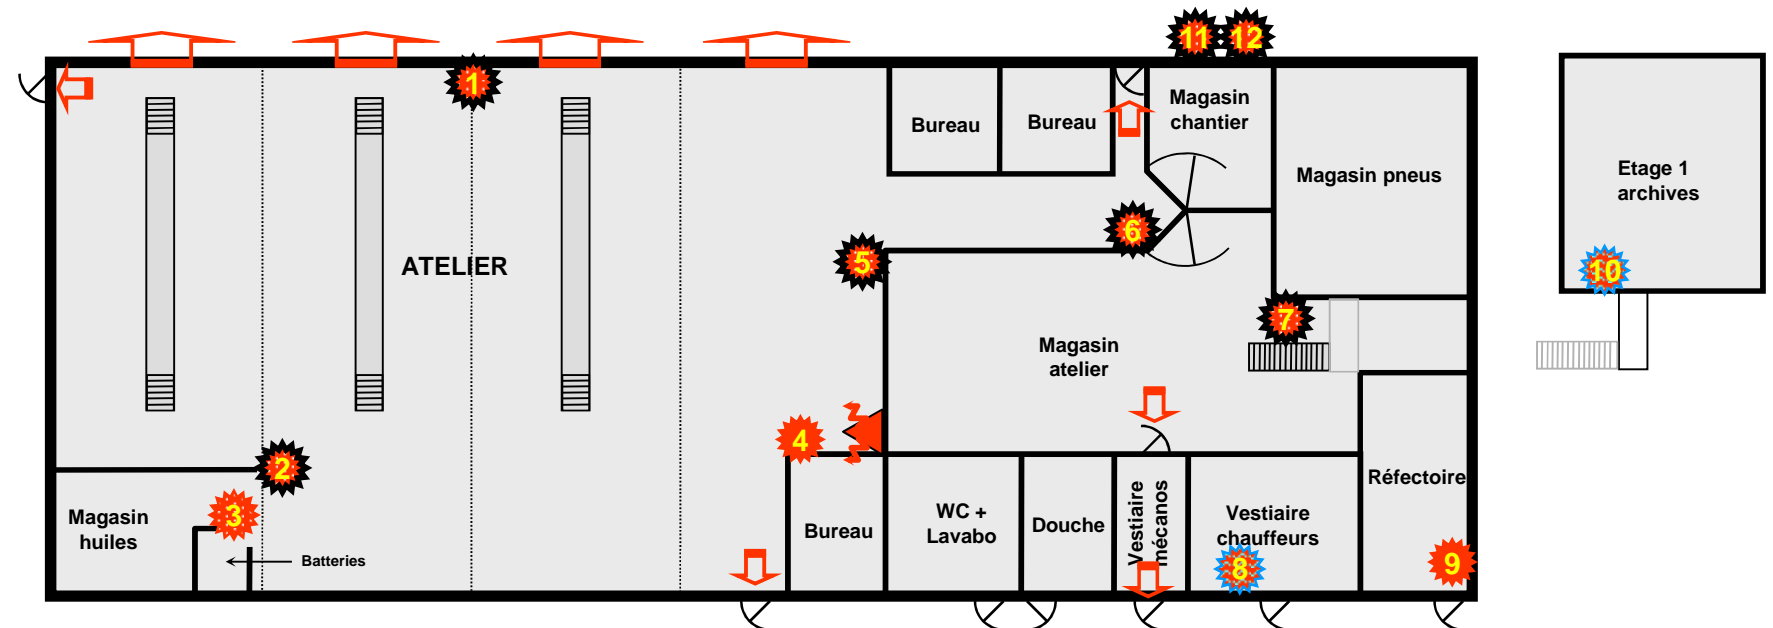 11
12
1
Magasin
chantier
Bureau
Bureau
Magasin pneus
Etage 1
archives
6
5
ATELIER
10
7
Magasin
atelier
4
2
Réfectoire
3
Magasin
huiles
WC +
Lavabo
Douche
Vestiaire
mécanos
Vestiaire
chauffeurs
Bureau
Batteries
8
9